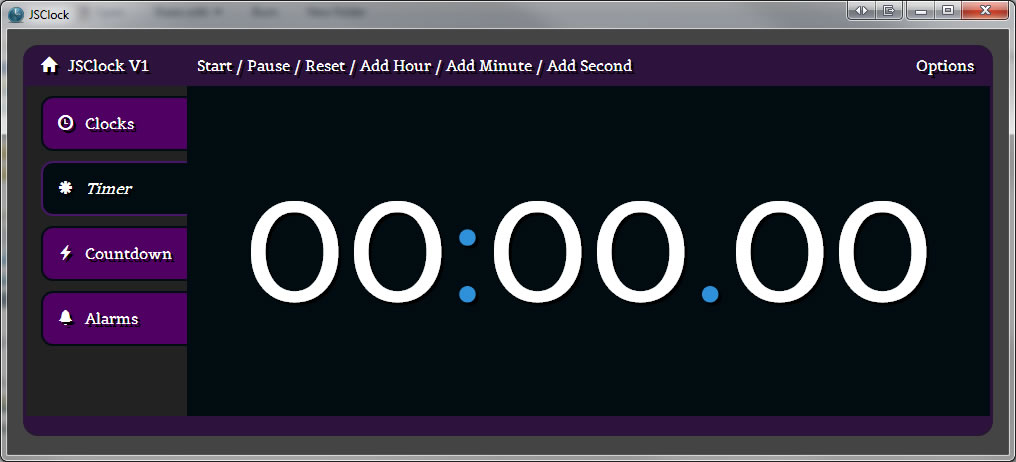 JSClock
JSClock V1
Start / Pause / Reset / Add Hour / Add Minute / Add Second
Options
Clocks
Timer
Countdown
Alarms
00:00.00